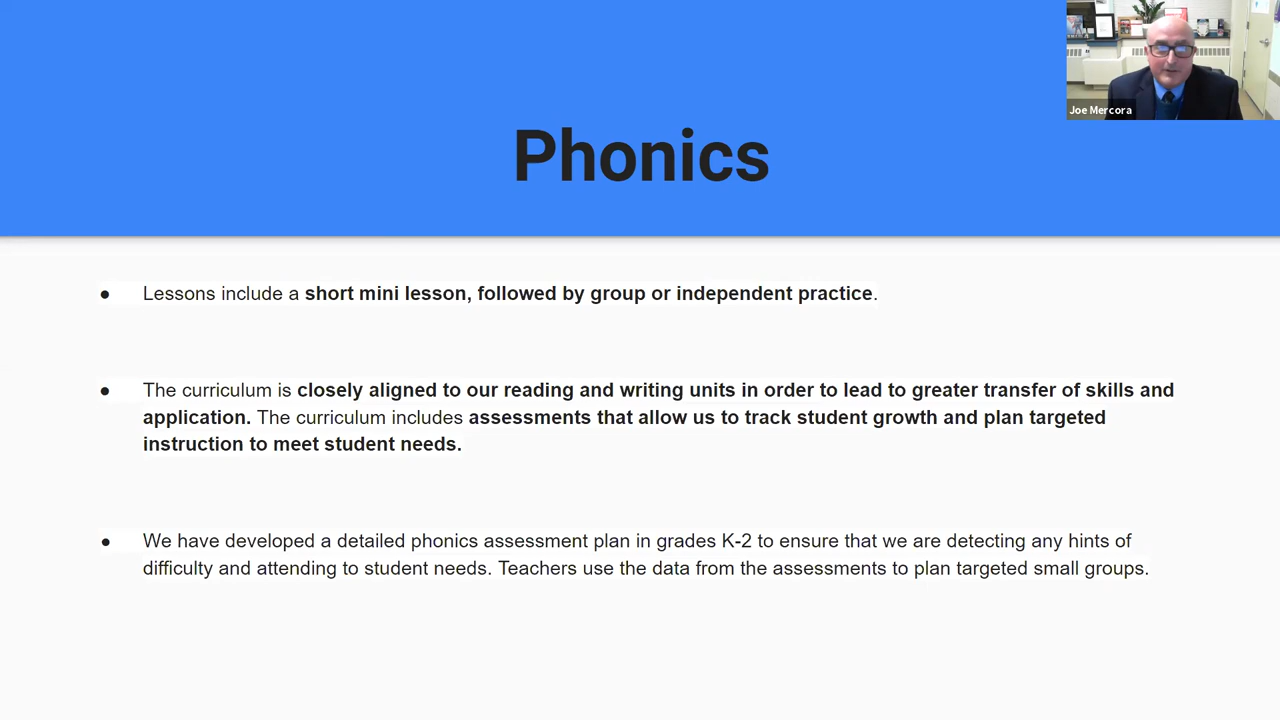 Joe Mercora
Phonics
● Lessons include a short mini lesson, followed by group or independent practice.
● The curriculum is closely aligned to our reading and writing units in order to lead to greater transfer of skills and
application. The curriculum includes assessments that allow us to track student growth and plan targeted
instruction to meet student needs.
● We have developed a detailed phonics assessment plan in grades K-2 to ensure that we are detecting any hints of
difficulty and attending to student needs. Teachers use the data from the assessments to plan targeted small groups.